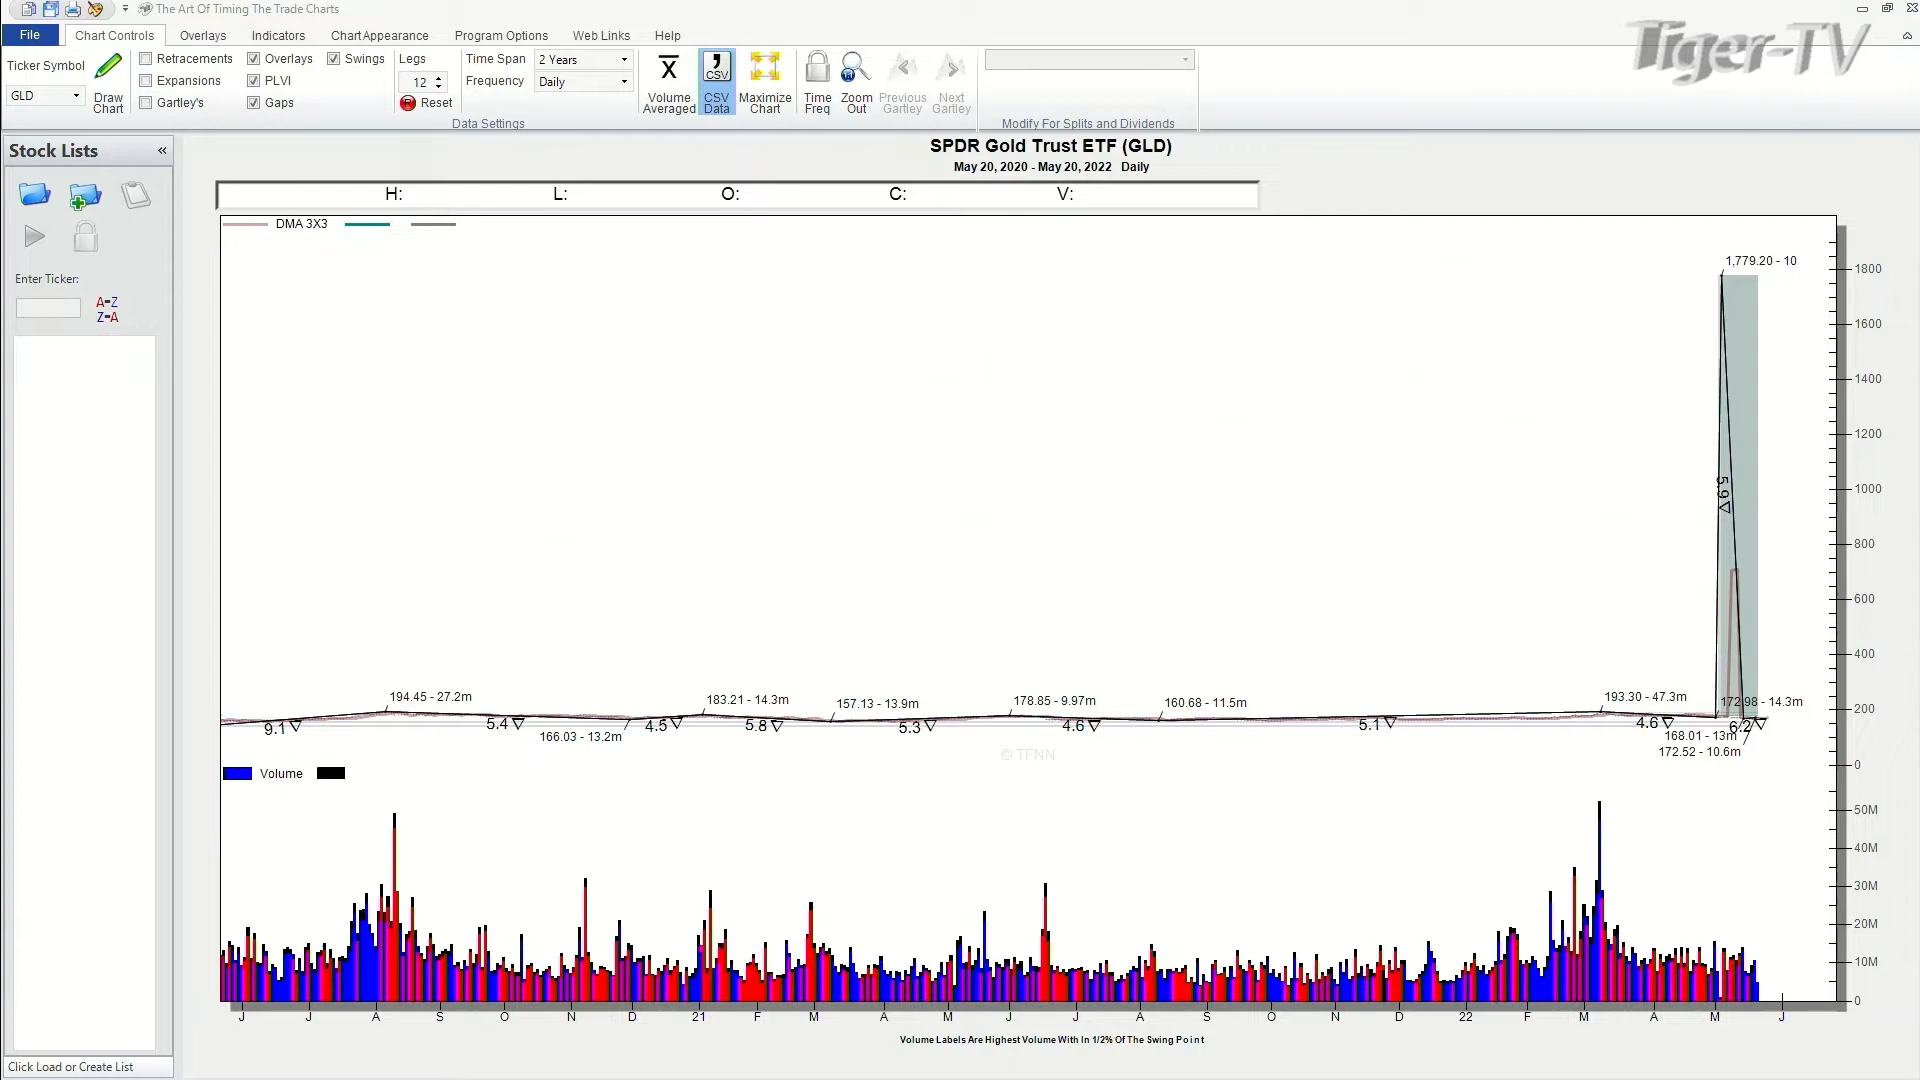 The Art Of Timing The Trade Charts
File Chart Controls Overlays Indicators Chart Appearance Program Options Web Links Help
Tiger-TV
Ticker Symbol
GLD
Draw
Chart
Retracements
Expansions
Gartley's
Overlays
PLVI
Gaps
Swings
Legs
12
Reset
Time Span 2 Years
Frequency Daily
Data Settings
Volume
Averaged
CSV
Data
Maximize
Chart
Time
Freq
Zoom
Out
Previous
Gartley
Next
Gartley
Modify For Splits and Dividends
Stock Lists
Enter Ticker:
A=Z
Z=A
Click Load or Create List
SPDR Gold Trust ETF (GLD)
May 20, 2020 - May 20, 2022 Daily
H: L: O: C: V:
DMA 3X3
1,779.20 - 10
5.9
194.45 - 27.2m
183.21 - 14.3m
157.13 - 13.9m
178.85 - 9.97m
160.68 - 11.5m
193.30 - 47.3m
172.98 - 14.3m
9.1
5.4
4.5
5.8
5.3
4.6
5.1
4.6
6.2
166.03 - 13.2m
168.01 - 13m
172.52 - 10.6m
© TFNN
1800
1600
1400
1200
1000
800
600
400
200
0
Volume
50M
40M
30M
20M
10M
0
J J A S O N D 21 F M A M J J A S O N D 22 F M A M J
Volume Labels Are Highest Volume With In 1/2% Of The Swing Point